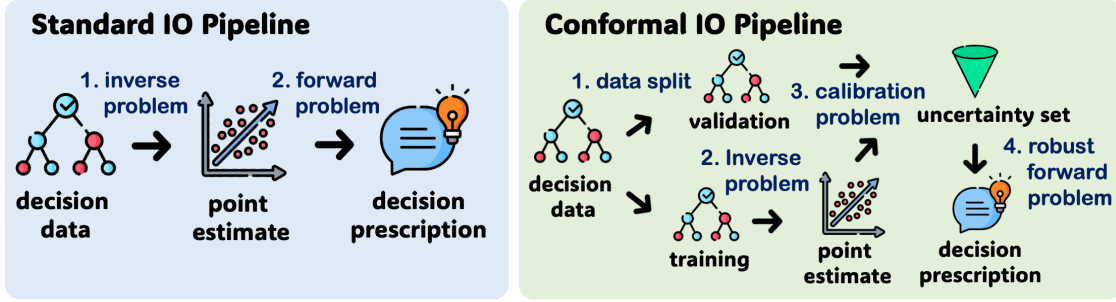 Standard IO Pipeline
1. inverse
problem
2. forward
problem
decision
data
point
estimate
decision
prescription
Conformal IO Pipeline
1. data split
decision
data
validation
training
2. Inverse
problem
point
estimate
3. calibration
problem
uncertainty set
4. robust
forward
problem
decision
prescription